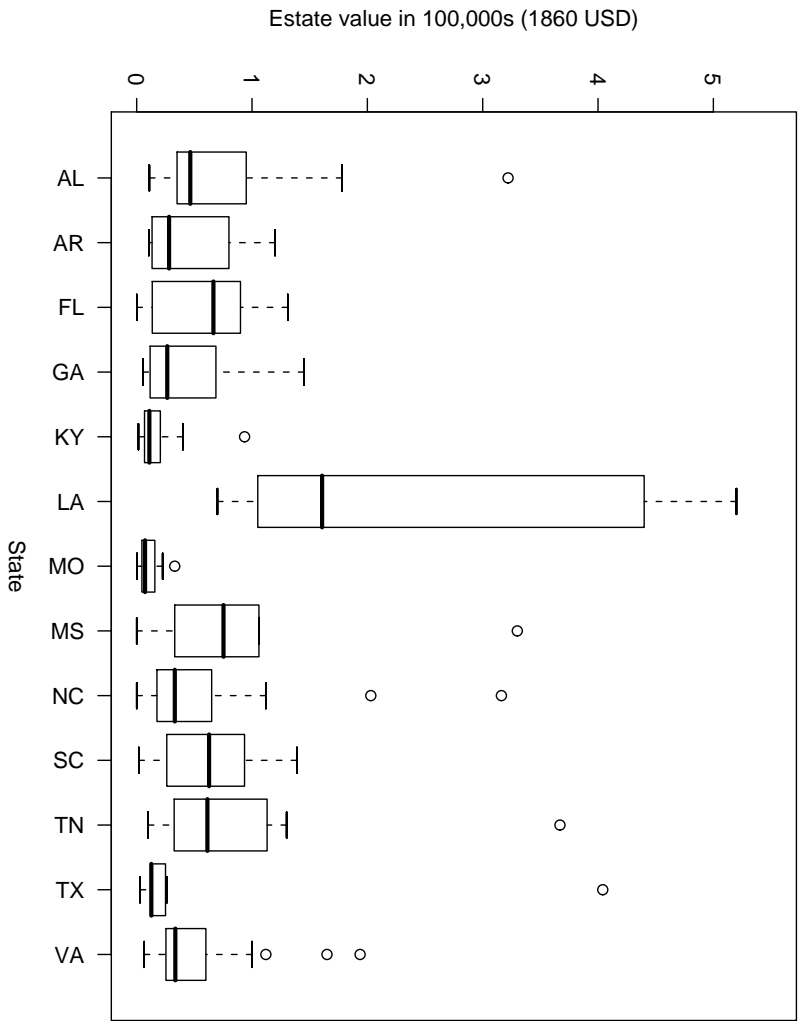 Estate value in 100,000s (1860 USD)
0 1 2 3 4 5
AL
AR
FL
GA
KY
LA
MO
MS
NC
SC
TN
TX
VA
State